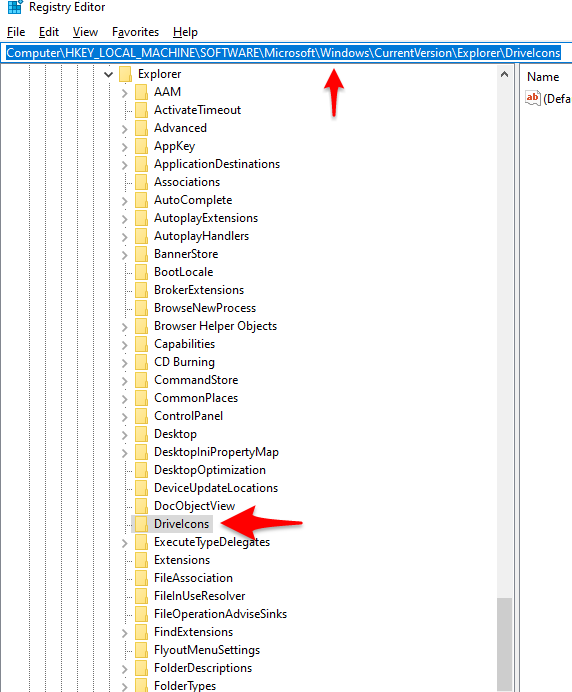 Registry Editor
File Edit View Favorites Help
Computer\HKEY_LOCAL_MACHINE\SOFTWARE\Microsoft\Windows\CurrentVersion\Explorer\DriveIcons
Explorer
Name
AAM
ab (Defa
ActivateTimeout
Advanced
AppKey
ApplicationDestinations
Associations
AutoComplete
AutoplayExtensions
AutoplayHandlers
BannerStore
BootLocale
BrokerExtensions
BrowseNewProcess
Browser Helper Objects
Capabilities
CD Burning
CommandStore
CommonPlaces
ControlPanel
Desktop
DesktopIniPropertyMap
DesktopOptimization
DeviceUpdateLocations
DocObjectView
DriveIcons
ExecuteTypeDelegates
Extensions
FileAssociation
FileInUseResolver
FileOperationAdviseSinks
FindExtensions
FlyoutMenuSettings
FolderDescriptions
FolderTypes